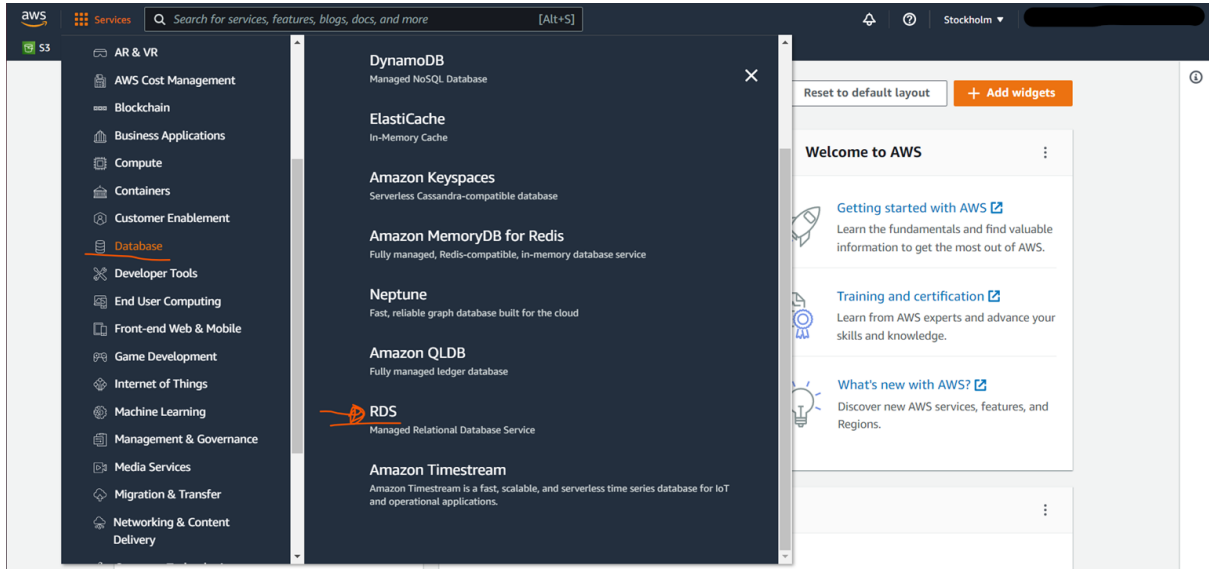 aws
Services
Search for services, features, blogs, docs, and more [Alt+S]
Stockholm ▼
S3
AR & VR
AWS Cost Management
Blockchain
Business Applications
Compute
Containers
Customer Enablement
Database
Developer Tools
End User Computing
Front-end Web & Mobile
Game Development
Internet of Things
Machine Learning
Management & Governance
Media Services
Migration & Transfer
Networking & Content
Delivery
DynamoDB
Managed NoSQL Database
ElastiCache
In-Memory Cache
Amazon Keyspaces
Serverless Cassandra-compatible database
Amazon MemoryDB for Redis
Fully managed, Redis-compatible, in-memory database service
Neptune
Fast, reliable graph database built for the cloud
Amazon QLDB
Fully managed ledger database
RDS
Managed Relational Database Service
Amazon Timestream
Amazon Timestream is a fast, scalable, and serverless time series database for IoT
and operational applications.
Reset to default layout
+ Add widgets
Welcome to AWS
Getting started with AWS
Learn the fundamentals and find valuable
information to get the most out of AWS.
Training and certification
Learn from AWS experts and advance your
skills and knowledge.
What's new with AWS?
Discover new AWS services, features, and
Regions.